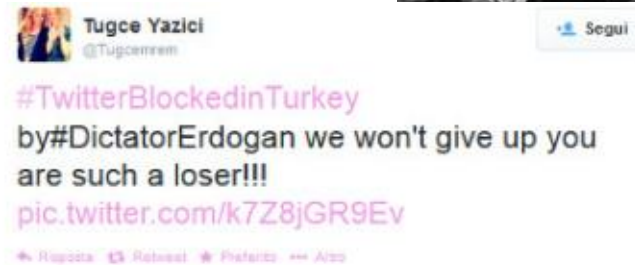 Tugce Yazici
@Tugcemrem
Segui
#TwitterBlockedinTurkey
by#DictatorErdogan we won't give up you
are such a loser!!!
pic.twitter.com/k7Z8jGR9Ev
Risposta Retweet Preferito Altro